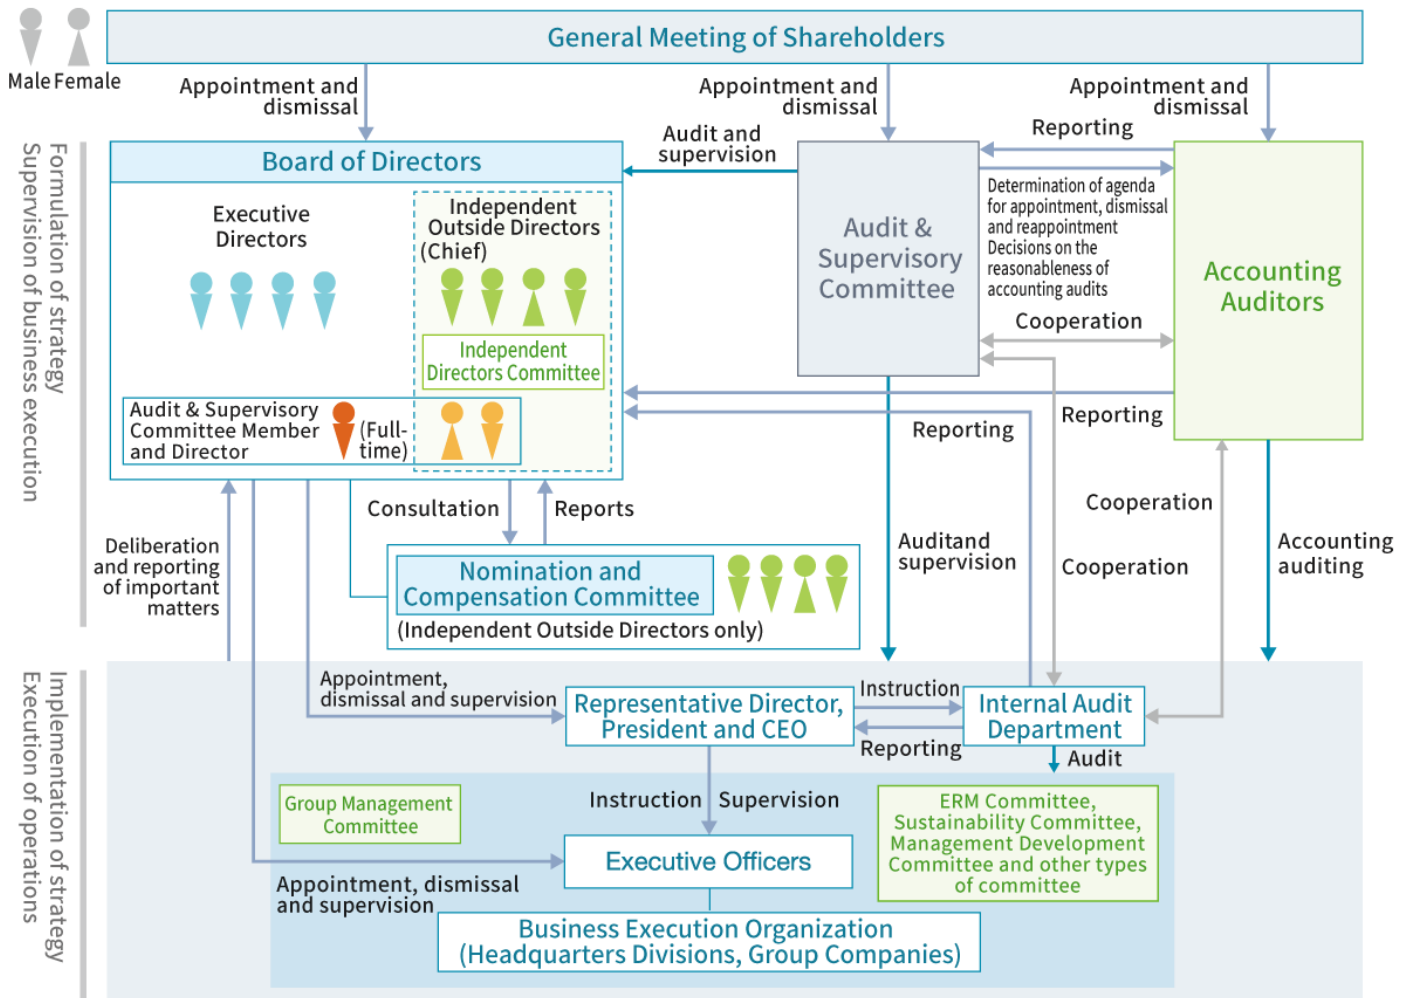 General Meeting of Shareholders
Male Female
Appointment and
dismissal
Appointment and
dismissal
Appointment and
dismissal
Formulation of strategy
Supervision of business execution
Board of Directors
Audit and
supervision
Reporting
Executive
Directors
Independent
Outside Directors
(Chief)
Independent
Directors Committee
Audit & Supervisory
Committee Member
and Director
(Full-
time)
Audit &
Supervisory
Committee
Determination of agenda
for appointment, dismissal
and reappointment
Decisions on the
reasonableness of
accounting audits
Cooperation
Accounting
Auditors
Reporting
Reporting
Consultation
Reports
Deliberation
and reporting
of important
matters
Nomination and
Compensation Committee
(Independent Outside Directors only)
Auditand
supervision
Cooperation
Cooperation
Accounting
auditing
Implementation of strategy
Execution of operations
Appointment,
dismissal and supervision
Representative Director,
President and CEO
Instruction
Reporting
Internal Audit
Department
Audit
Group Management
Committee
Instruction
Supervision
ERM Committee,
Sustainability Committee,
Management Development
Committee and other types
of committee
Executive Officers
Appointment, dismissal
and supervision
Business Execution Organization
(Headquarters Divisions, Group Companies)